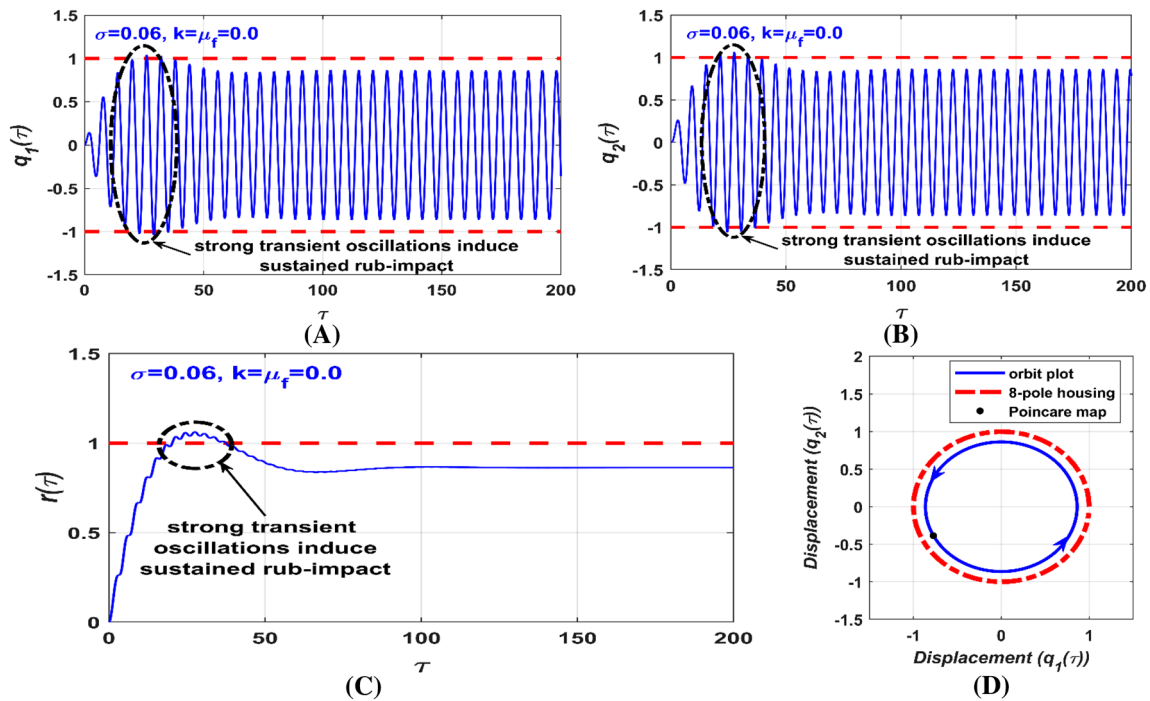 σ=0.06, k=μ_f=0.0
1.5
1
0.5
0
-0.5
-1
-1.5
q₁(τ)
strong transient oscillations induce
sustained rub-impact
0 50 100 150 200
τ
(A)
σ=0.06, k=μ_f=0.0
1.5
1
0.5
0
-0.5
-1
-1.5
q₂(τ)
strong transient oscillations induce
sustained rub-impact
0 50 100 150 200
τ
(B)
σ=0.06, k=μ_f=0.0
1.5
1
0.5
0
r(τ)
strong transient
oscillations induce
sustained rub-impact
0 50 100 150 200
τ
(C)
2
1.5
1
0.5
0
-0.5
-1
-1.5
Displacement (q₂(τ))
orbit plot
8-pole housing
Poincare map
-1 0 1
Displacement (q₁(τ))
(D)